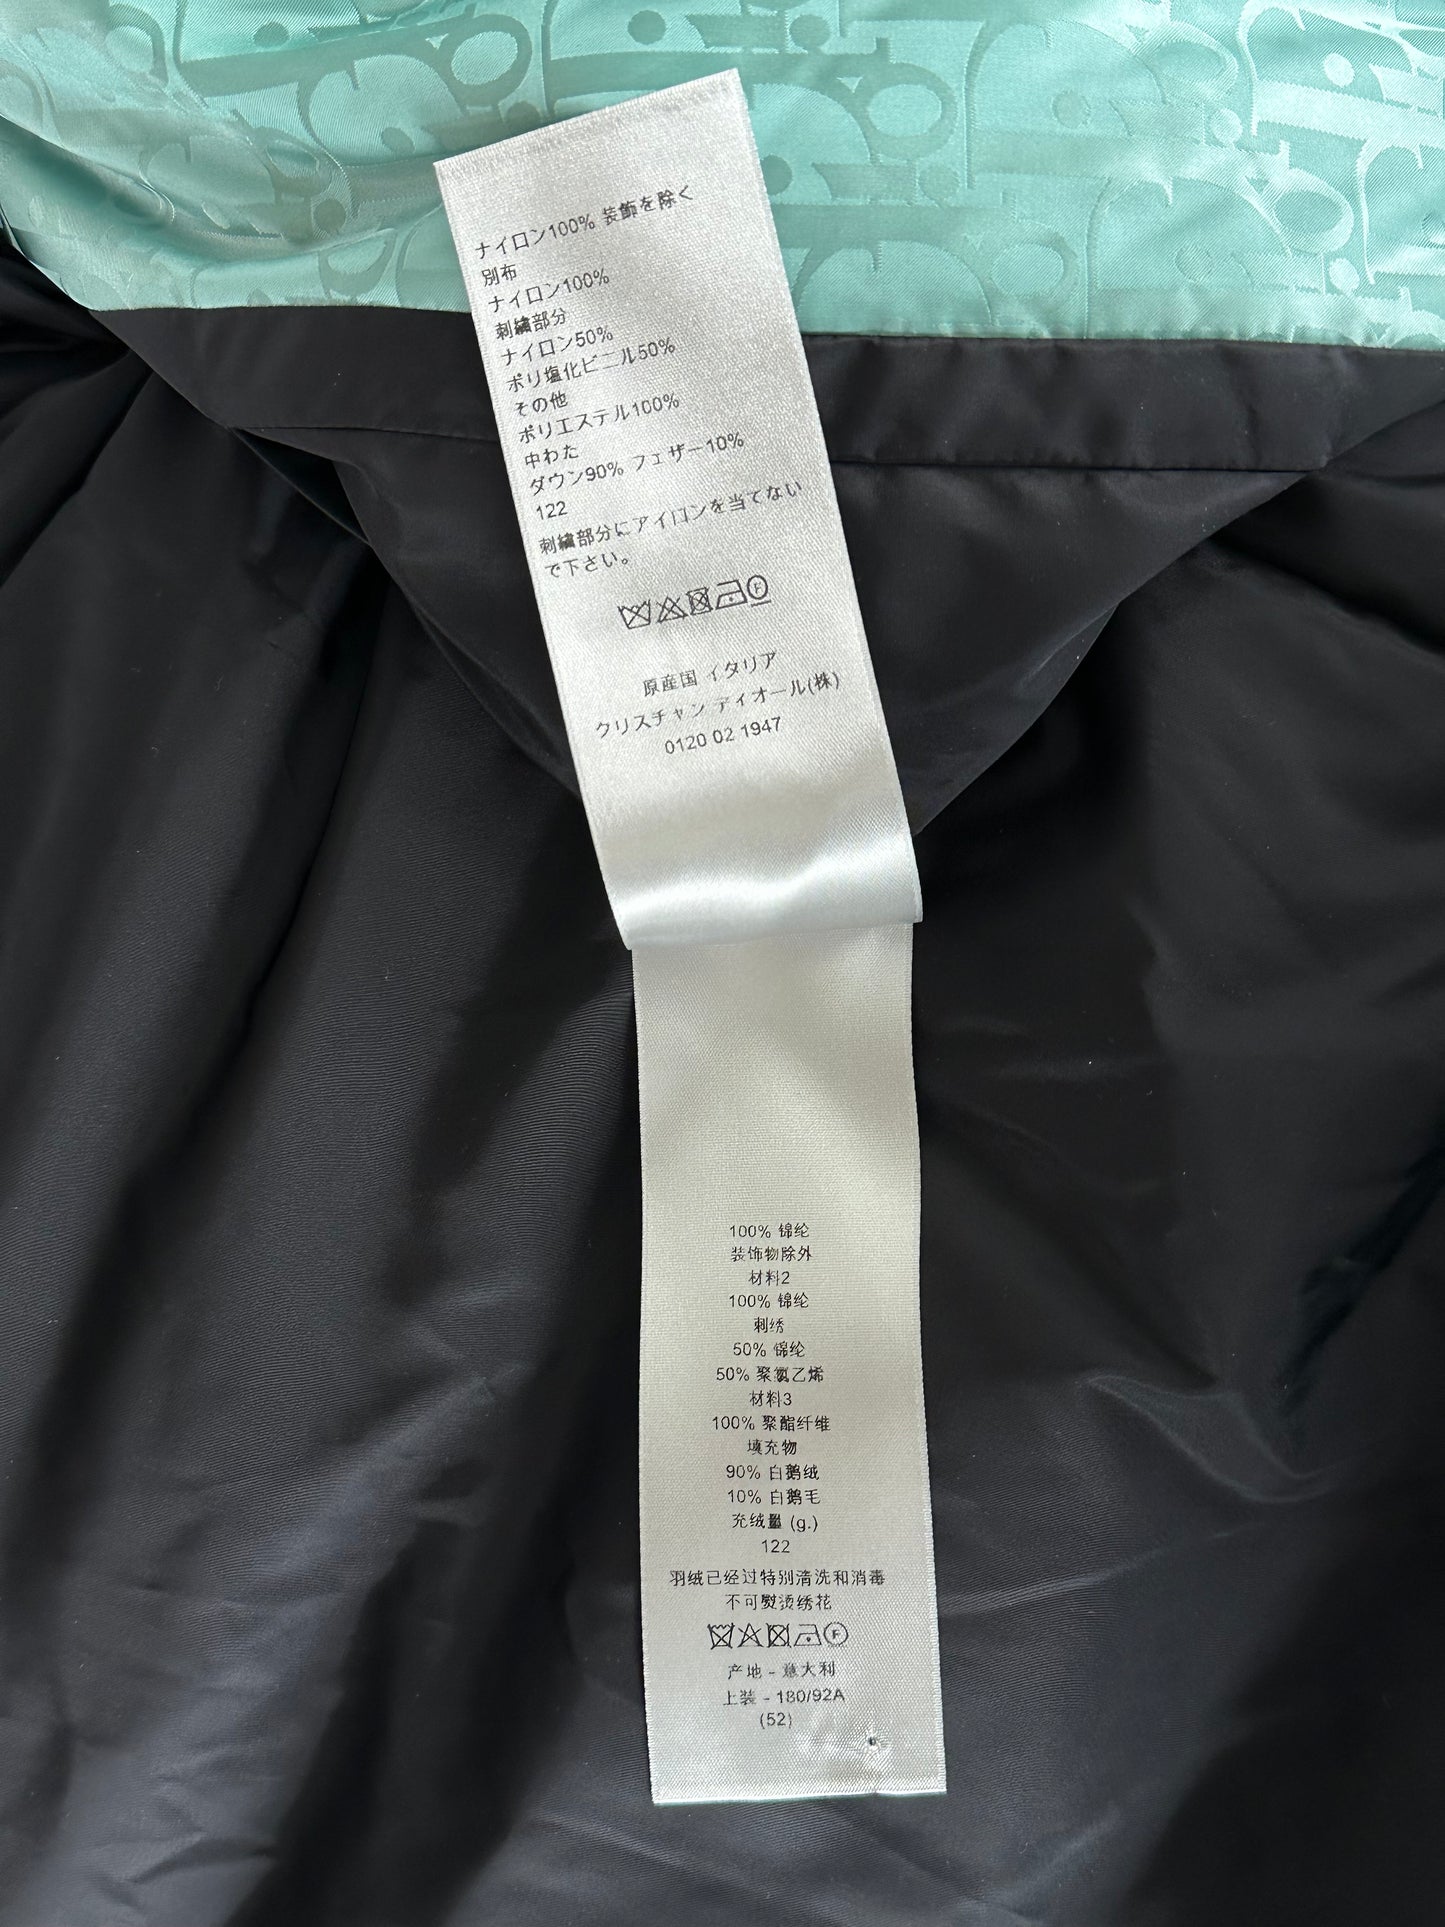 ナイロン100% 装飾を除く
別布
ナイロン100%
刺繍部分
ナイロン50%
ポリ塩化ビニル50%
その他
ポリエステル100%
中わた
ダウン90% フェザー10%
122
刺繍部分にアイロンを当てない
で下さい。
F
原産国 イタリア
クリスチャン ディオール(株)
0120 02 1947
100% 锦纶
装饰物除外
材料2
100% 锦纶
刺绣
50% 锦纶
50% 聚氯乙烯
材料3
100% 聚酯纤维
填充物
90% 白鹅绒
10% 白鹅毛
充绒量 (g.)
122
羽绒已经过特别清洗和消毒
不可熨烫绣花
F
产地 - 意大利
上装 - 180/92A
(52)